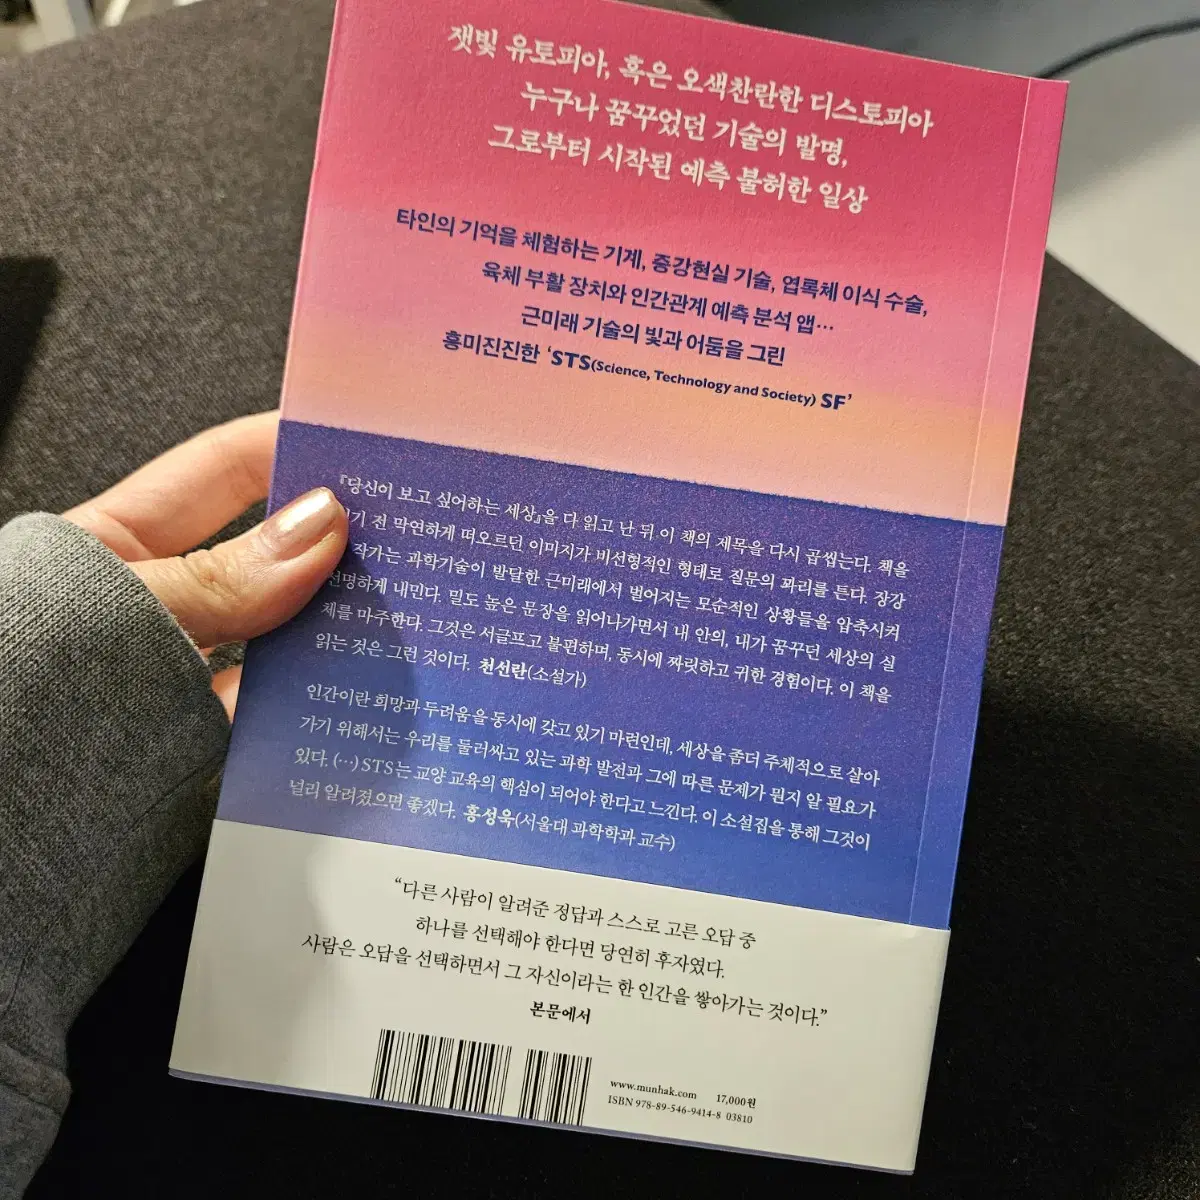 잿빛 유토피아, 혹은 오색찬란한 디스토피아
누구나 꿈꾸었던 기술의 발명,
그로부터 시작된 예측 불허한 일상
타인의 기억을 체험하는 기계, 증강현실 기술, 엽록체 이식 수술,
육체 부활 장치와 인간관계 예측 분석 앱…
근미래 기술의 빛과 어둠을 그린
흥미진진한 ‘STS(Science, Technology and Society) SF’
『당신이 보고 싶어하는 세상』을 다 읽고 난 뒤 이 책의 제목을 다시 곱씹는다. 책을
전 막연하게 떠오르던 이미지가 비선형적인 형태로 질문의 꽈리를 튼다. 장강
작가는 과학기술이 발달한 근미래에서 벌어지는 모순적인 상황들을 압축시켜
선명하게 내민다. 밀도 높은 문장을 읽어나가면서 내 안의, 내가 꿈꾸던 세상의 실
체를 마주한다. 그것은 서글프고 불편하며, 동시에 짜릿하고 귀한 경험이다. 이 책을
읽는 것은 그런 것이다. 천선란(소설가)
인간이란 희망과 두려움을 동시에 갖고 있기 마련인데, 세상을 좀더 주체적으로 살아
가기 위해서는 우리를 둘러싸고 있는 과학 발전과 그에 따른 문제가 뭔지 알 필요가
있다. (…) STS는 교양 교육의 핵심이 되어야 한다고 느낀다. 이 소설집을 통해 그것이
널리 알려졌으면 좋겠다. 홍성욱(서울대 과학학과 교수)
“다른 사람이 알려준 정답과 스스로 고른 오답 중
하나를 선택해야 한다면 당연히 후자였다.
사람은 오답을 선택하면서 그 자신이라는 한 인간을 쌓아가는 것이다.”
본문에서
www.munhak.com 17,000원
ISBN 978-89-546-9414-8 03810